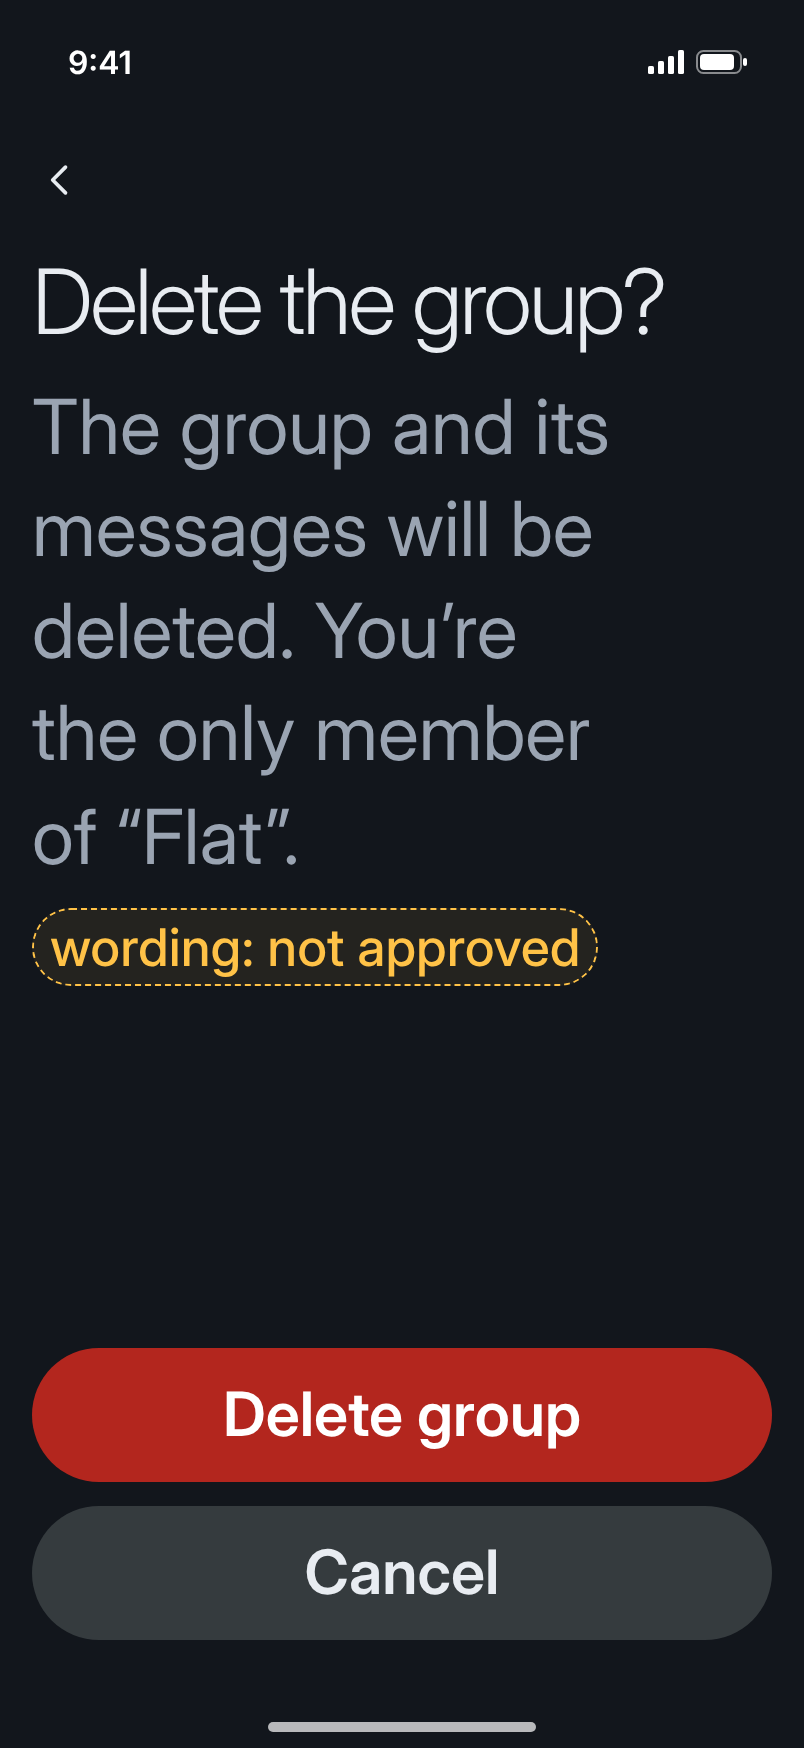 9:41
Delete the group?
The group and its
messages will be
deleted. You’re
the only member
of “Flat”.
wording: not approved
Delete group
Cancel